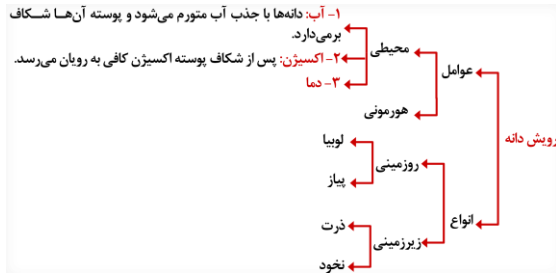 رویش دانه
عوامل
محیطی
۱- آب: دانه‌ها با جذب آب متورم می‌شود و پوسته آن‌هـا شـکاف
برمی‌دارد.
۲- اکسیژن: پس از شکاف پوسته اکسیژن کافی به رویان می‌رسد.
۳- دما
هورمونی
انواع
روزمینی
لوبیا
پیاز
زیرزمینی
ذرت
نخود